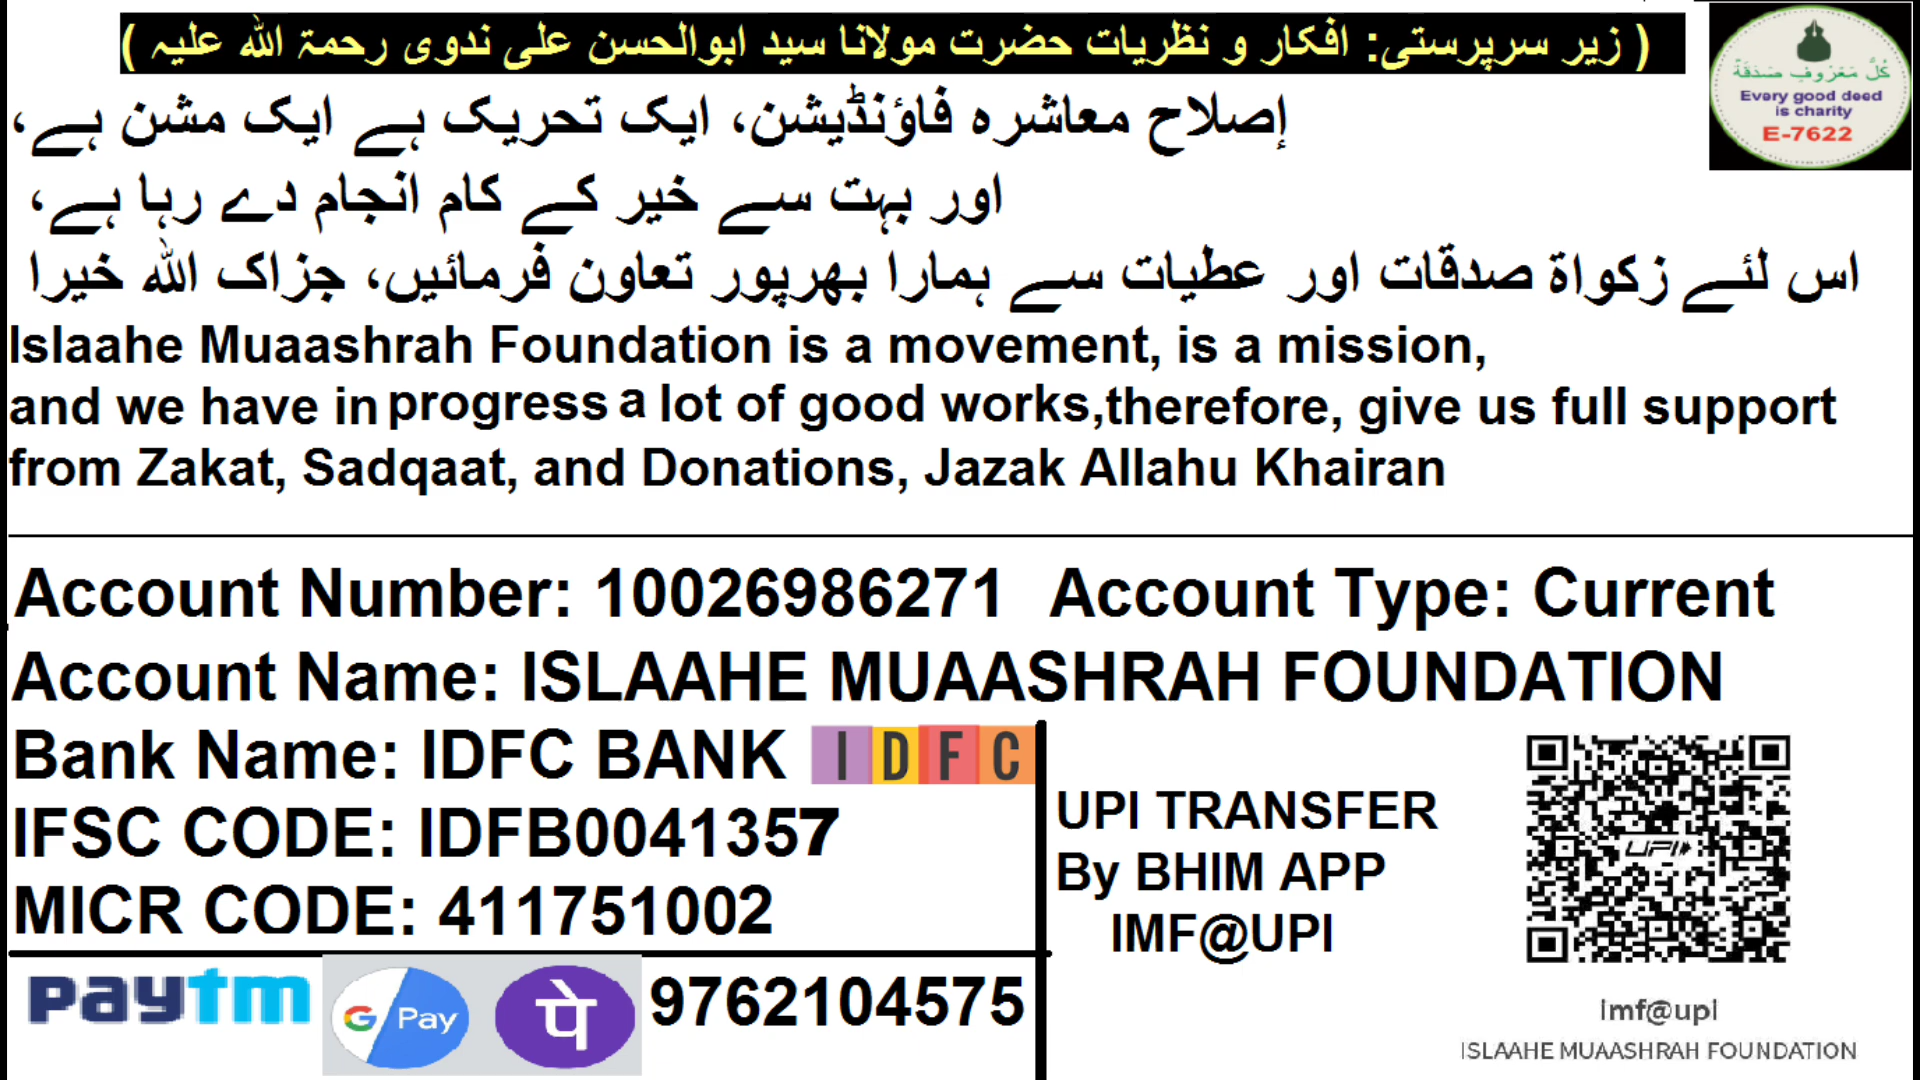 ( زیر سرپرستی: افکار و نظریات حضرت مولانا سید ابوالحسن علی ندوی رحمۃ اللہ علیہ )
كُلُّ مَعْرُوفٍ صَدَقَةٌ
Every good deed
is charity
E-7622
إصلاح معاشرہ فاؤنڈیشن، ایک تحریک ہے ایک مشن ہے،
اور بہت سے خیر کے کام انجام دے رہا ہے،
اس لئے زکواۃ صدقات اور عطیات سے ہمارا بھرپور تعاون فرمائیں، جزاک اللہ خیرا
Islaahe Muaashrah Foundation is a movement, is a mission,
and we have in progress a lot of good works,therefore, give us full support
from Zakat, Sadqaat, and Donations, Jazak Allahu Khairan
Account Number: 10026986271 Account Type: Current
Account Name: ISLAAHE MUAASHRAH FOUNDATION
Bank Name: IDFC BANK IDFC
IFSC CODE: IDFB0041357
MICR CODE: 411751002
paytm G Pay पे 9762104575
UPI TRANSFER
By BHIM APP
IMF@UPI
UPI
imf@upi
ISLAAHE MUAASHRAH FOUNDATION